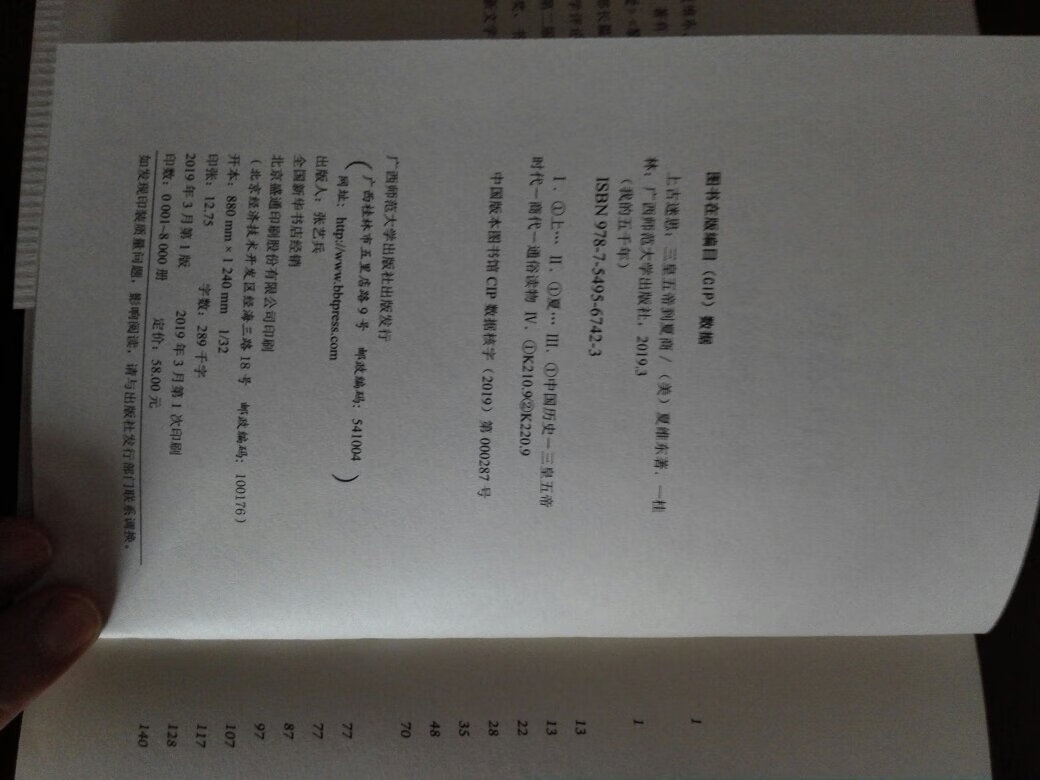 图书在版编目（CIP）数据
上古迷思：三皇五帝到夏商 /（美）夏维东著. —桂
林：广西师范大学出版社，2019.3
（我的五千年）
ISBN 978-7-5495-6742-3
Ⅰ．①上… Ⅱ．①夏… Ⅲ．①中国历史—三皇五帝
时代—商代—通俗读物 Ⅳ．①K210.9②K220.9
中国版本图书馆 CIP 数据核字（2019）第 000287 号
广西师范大学出版社出版发行
（广西桂林市五里店路 9 号 邮政编码：541004
网址：http://www.bbtpress.com）
出版人：张艺兵
全国新华书店经销
北京盛通印刷股份有限公司印刷
（北京经济技术开发区经海三路 18 号 邮政编码：100176）
开本：880 mm × 1 240 mm 1/32
印张：12.75 字数：289 千字
2019 年 3 月第 1 版 2019 年 3 月第 1 次印刷
印数：0 001~8 000 册 定价：58.00 元
如发现印装质量问题，影响阅读，请与出版社发行部门联系调换。
1
1
13
13
22
28
35
48
70
77
77
87
97
107
117
128
140